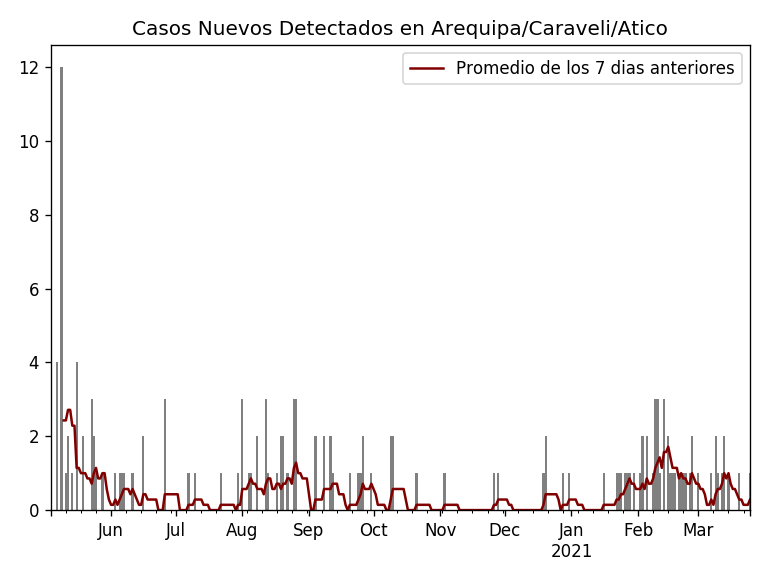 Casos Nuevos Detectados en Arequipa/Caraveli/Atico
Promedio de los 7 dias anteriores
12
10
8
6
4
2
0
Jun Jul Aug Sep Oct Nov Dec Jan Feb Mar
2021